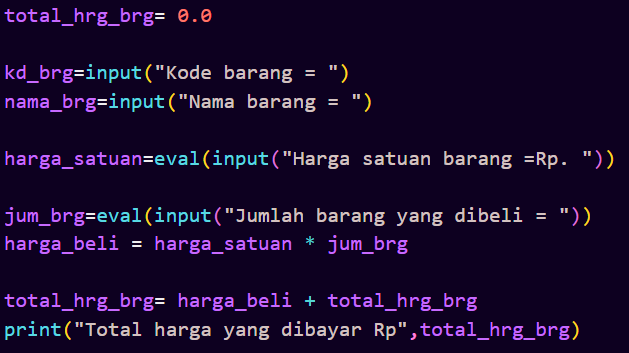 total_hrg_brg= 0.0
kd_brg=input("Kode barang = ")
nama_brg=input("Nama barang = ")
harga_satuan=eval(input("Harga satuan barang =Rp. "))
jum_brg=eval(input("Jumlah barang yang dibeli = "))
harga_beli = harga_satuan * jum_brg
total_hrg_brg= harga_beli + total_hrg_brg
print("Total harga yang dibayar Rp",total_hrg_brg)